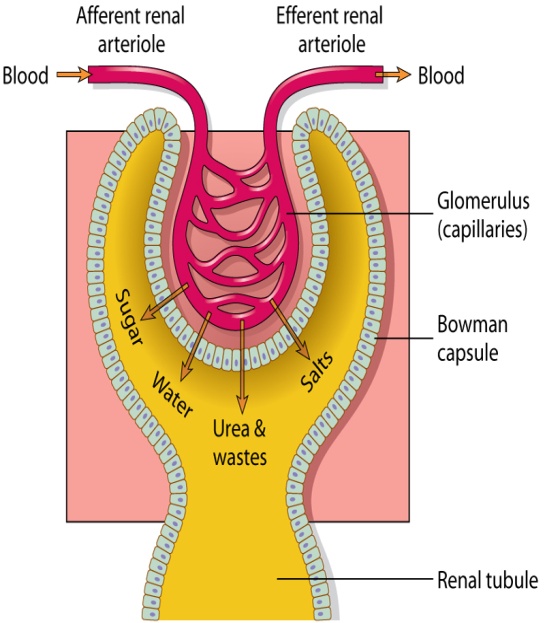 Afferent renal
arteriole
Efferent renal
arteriole
Blood
Blood
Glomerulus
(capillaries)
Bowman
capsule
Sugar
Water
Urea &
wastes
Salts
Renal tubule